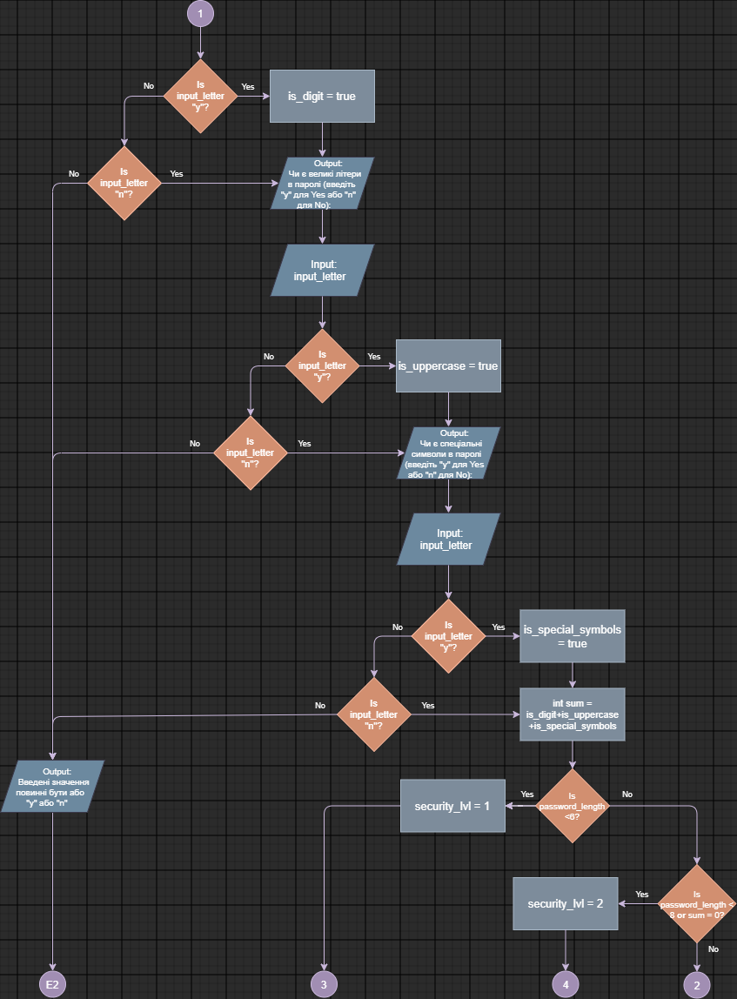 1
Is
input_letter
"y"?
No
Yes
is_digit = true
Is
input_letter
"n"?
No
Yes
Output:
Чи є великі літери
в паролі (введіть
"y" для Yes або "n"
для No):
Input:
input_letter
Is
input_letter
"y"?
No
Yes
is_uppercase = true
Is
input_letter
"n"?
No
Yes
Output:
Чи є спеціальні
символи в паролі
(введіть "y" для Yes
або "n" для No):
Input:
input_letter
Is
input_letter
"y"?
No
Yes
is_special_symbols
= true
Is
input_letter
"n"?
No
Yes
int sum =
is_digit+is_uppercase
+is_special_symbols
Output:
Введені значення
повинні бути або
"y" або "n"
security_lvl = 1
Yes
Is
password_length
<6?
No
security_lvl = 2
Yes
Is
password_length <
8 or sum = 0?
No
E2
3
4
2